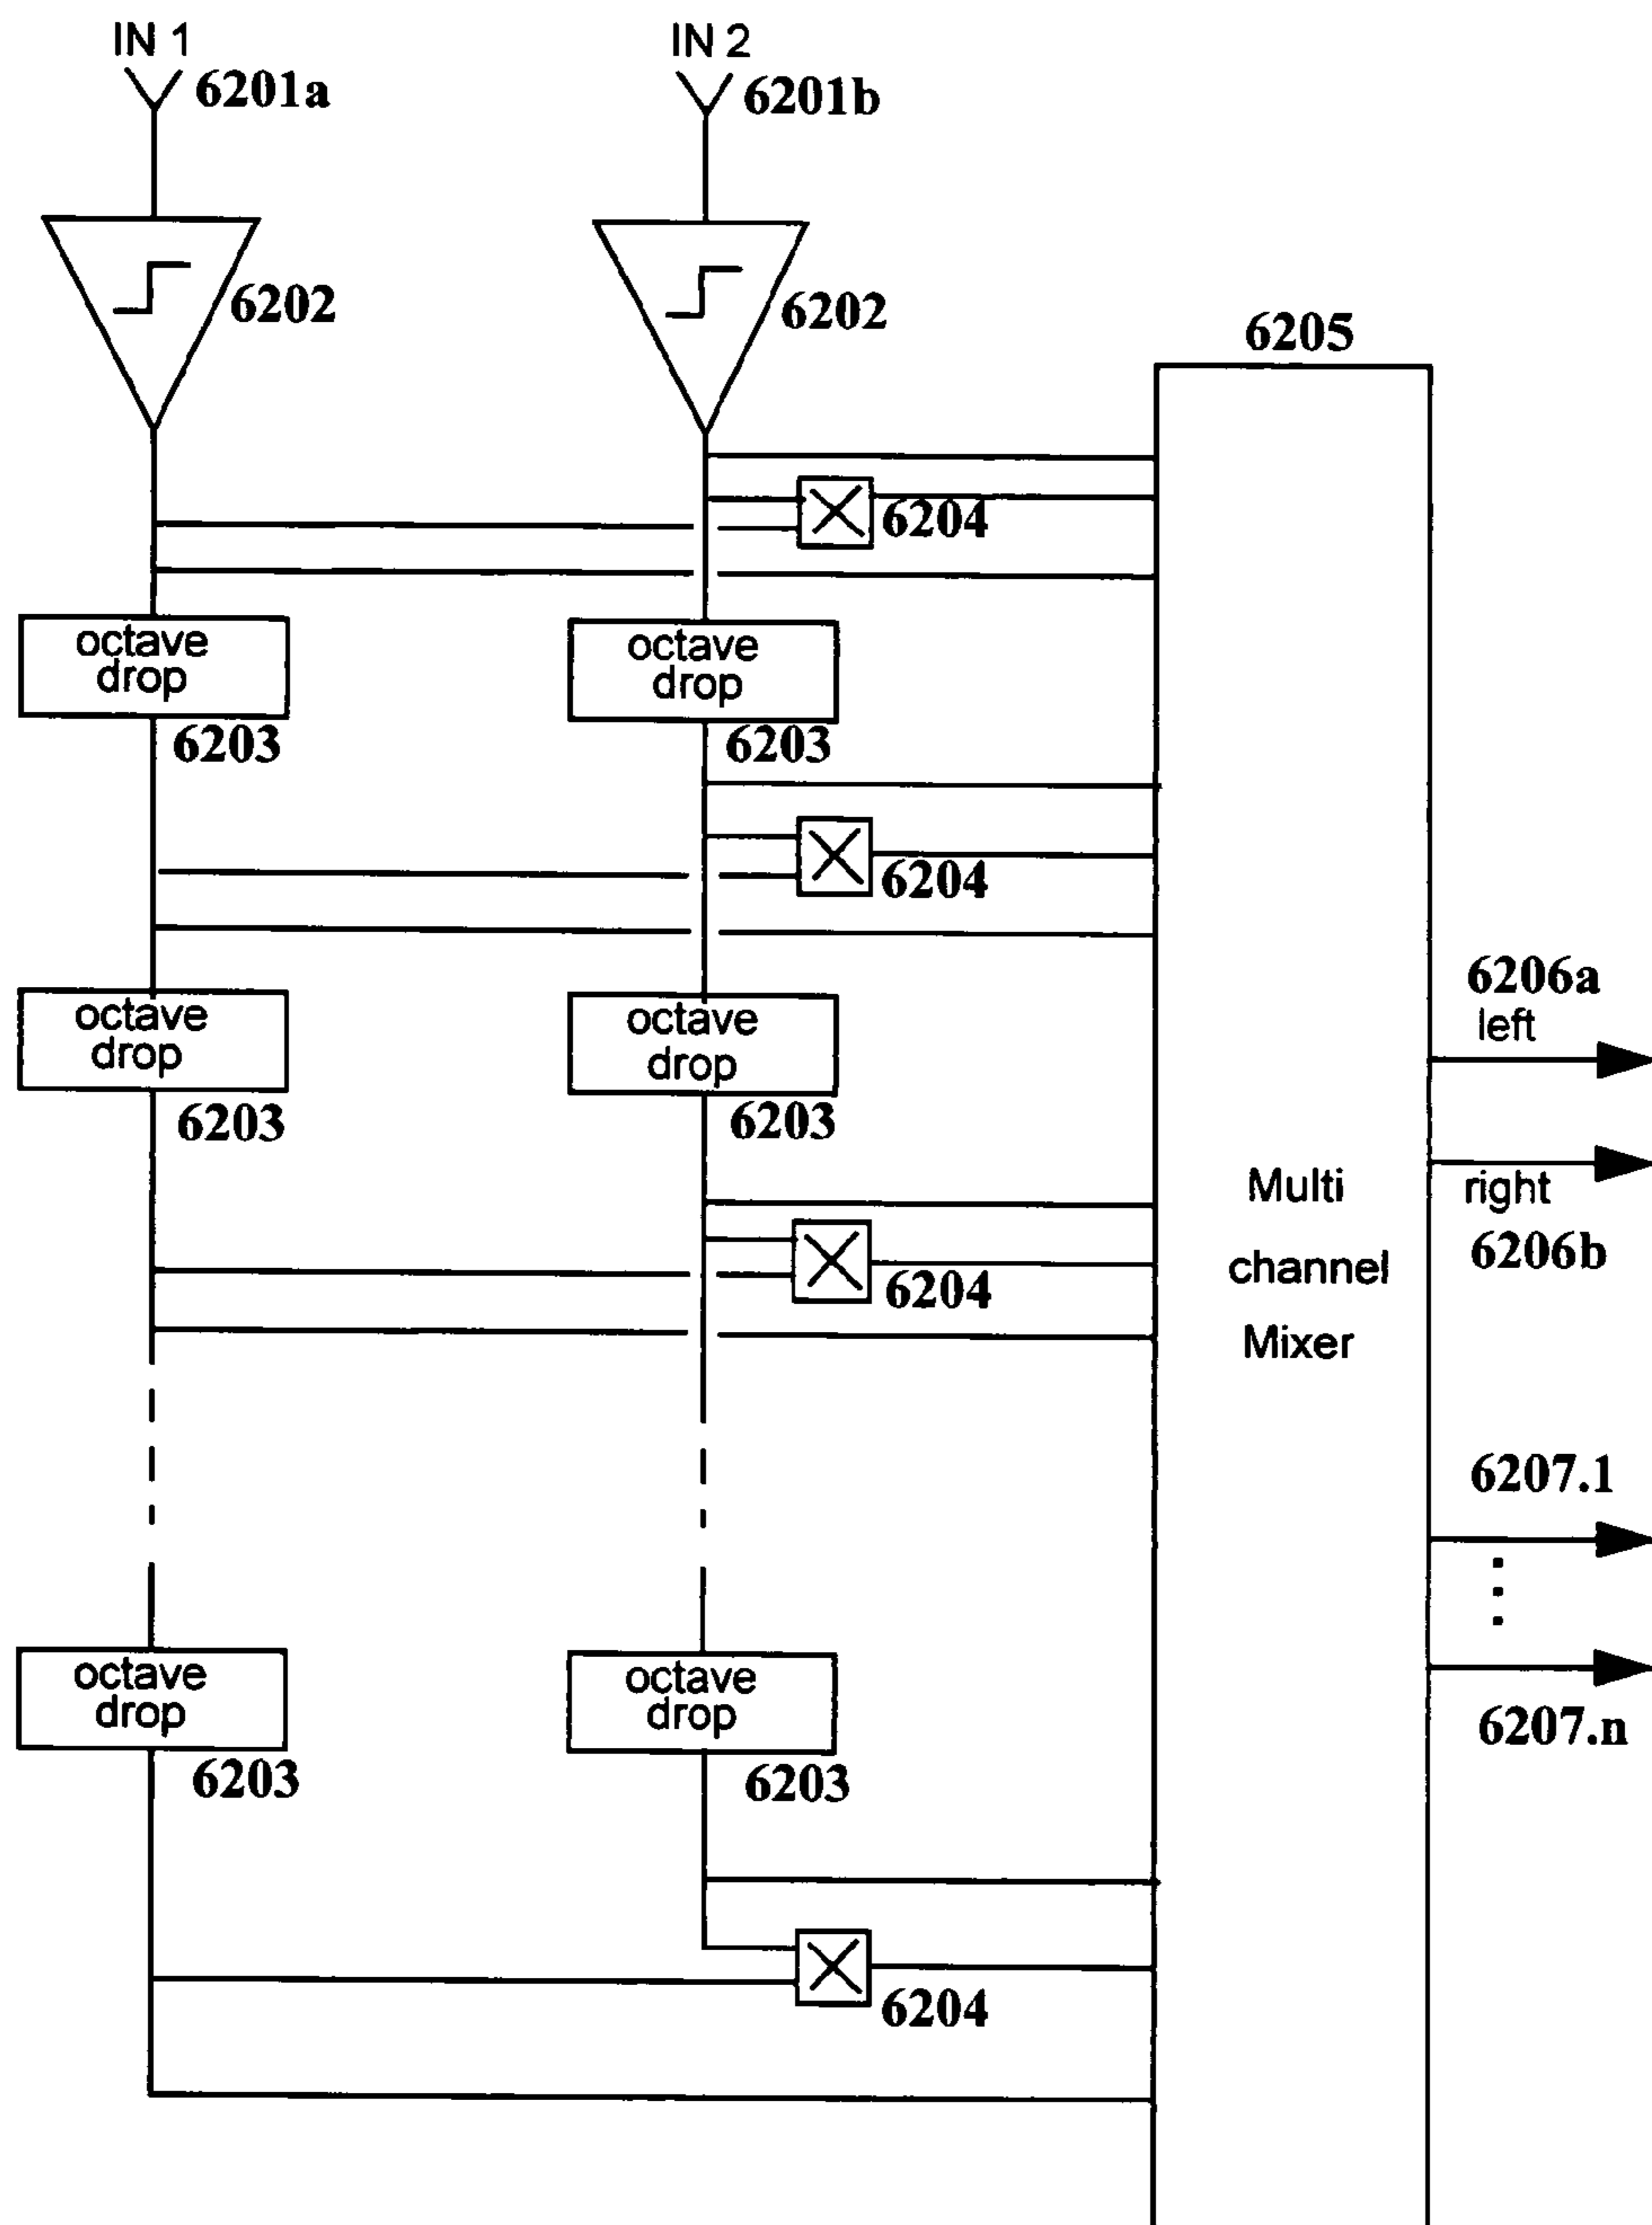 IN 1
IN 2
6201a
6201b
6202
6202
6205
6204
octave
drop
octave
drop
6203
6203
6204
6206a
left
octave
drop
octave
drop
6203
6203
right
6206b
Multi
channel
Mixer
6204
6207.1
octave
drop
octave
drop
6207.n
6203
6203
6204